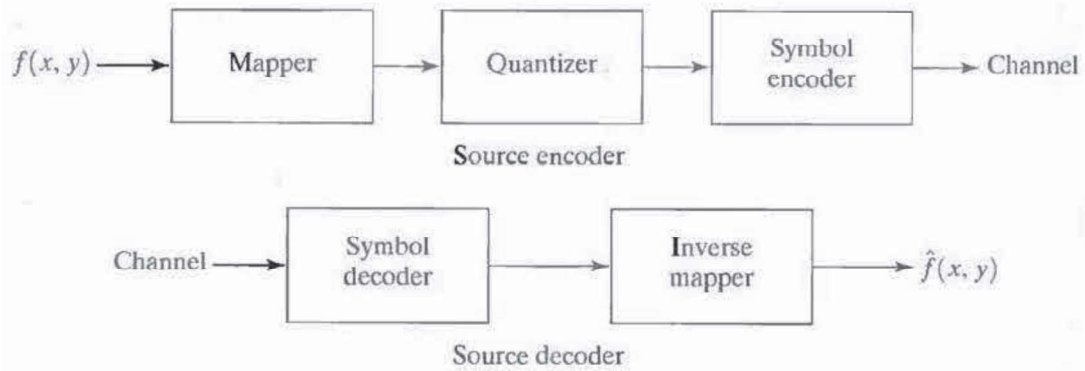 f(x, y)
Mapper
Quantizer
Symbol
encoder
Channel
Source encoder
Channel
Symbol
decoder
Inverse
mapper
f̂(x, y)
Source decoder